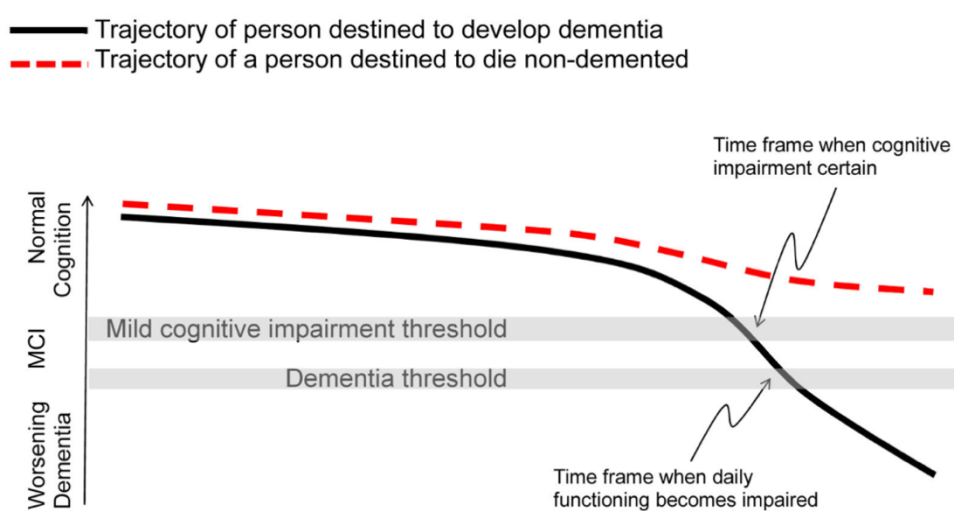 Trajectory of person destined to develop dementia
Trajectory of a person destined to die non-demented
Time frame when cognitive
impairment certain
Normal
Cognition
MCI
Worsening
Dementia
Mild cognitive impairment threshold
Dementia threshold
Time frame when daily
functioning becomes impaired